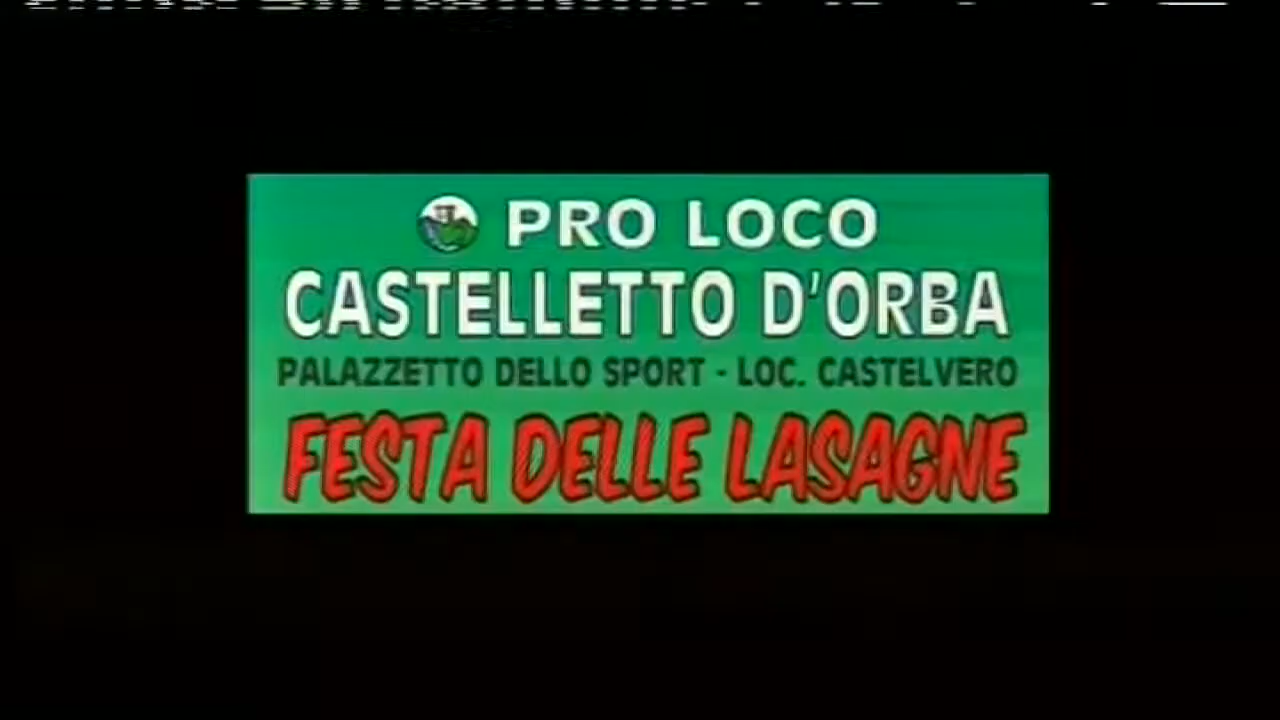 PRO LOCO
CASTELLETTO D'ORBA
PALAZZETTO DELLO SPORT - LOC. CASTELVERO
FESTA DELLE LASAGNE